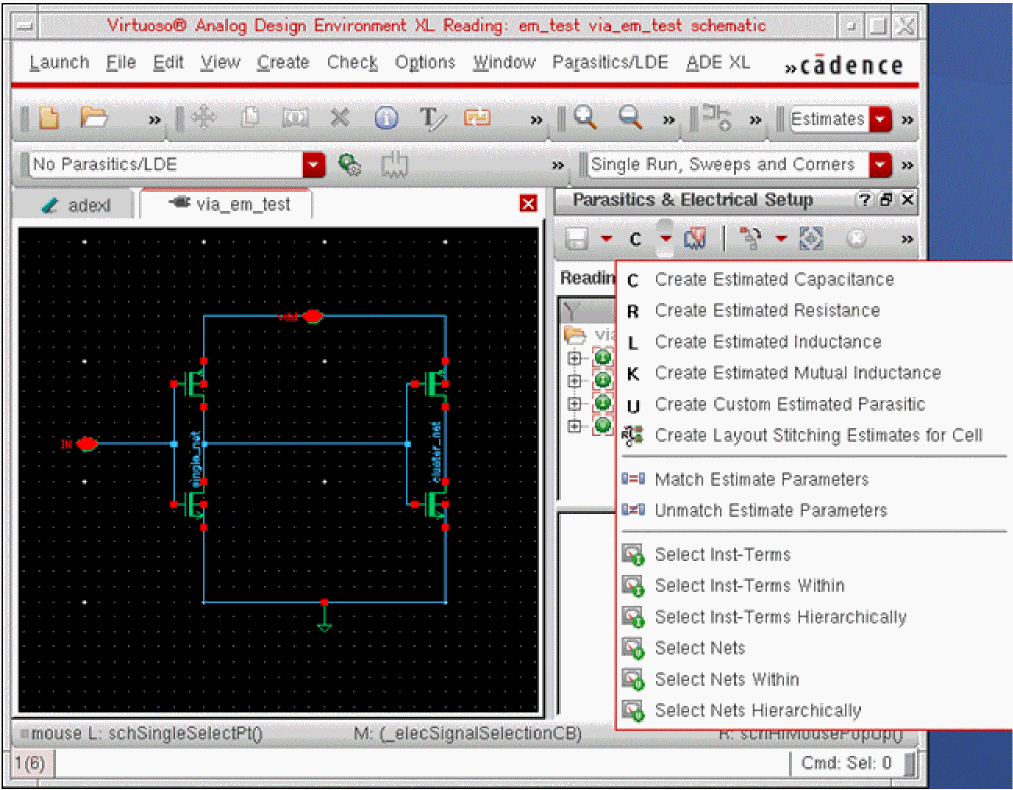 Virtuoso® Analog Design Environment XL Reading: em_test via_em_test schematic
Launch File Edit View Create Check Options Window Parasitics/LDE ADE XL »cādence
» » » » Estimates »
No Parasitics/LDE » Single Run, Sweeps and Corners »
adexl via_em_test Parasitics & Electrical Setup
C »
Readin
via
vdd
IN
single_net
cluster_net
C Create Estimated Capacitance
R Create Estimated Resistance
L Create Estimated Inductance
K Create Estimated Mutual Inductance
U Create Custom Estimated Parasitic
Create Layout Stitching Estimates for Cell
Match Estimate Parameters
Unmatch Estimate Parameters
Select Inst-Terms
Select Inst-Terms Within
Select Inst-Terms Hierarchically
Select Nets
Select Nets Within
Select Nets Hierarchically
mouse L: schSingleSelectPt() M: (_elecSignalSelectionCB) R: schHiMousePopUp()
1(6) Cmd: Sel: 0